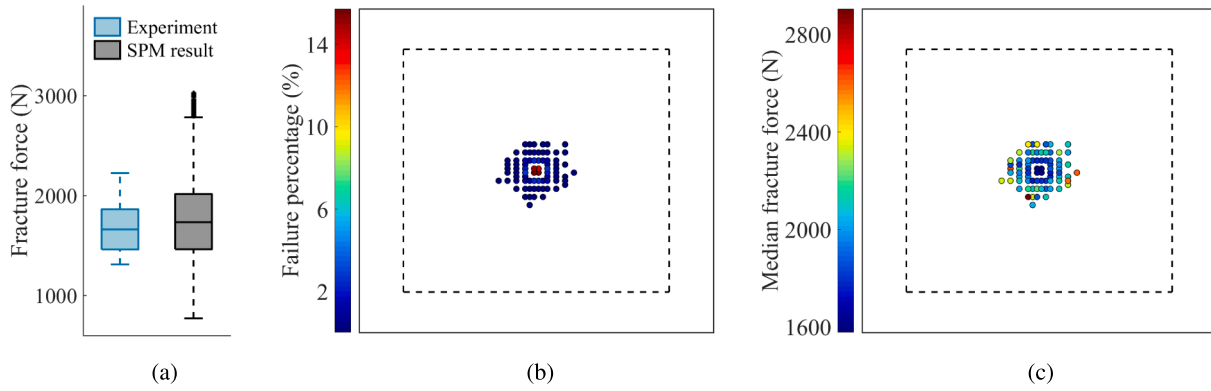 Experiment
SPM result
Fracture force (N)
3000
2000
1000
(a)
Failure percentage (%)
14
10
6
2
(b)
Median fracture force (N)
2800
2400
2000
1600
(c)